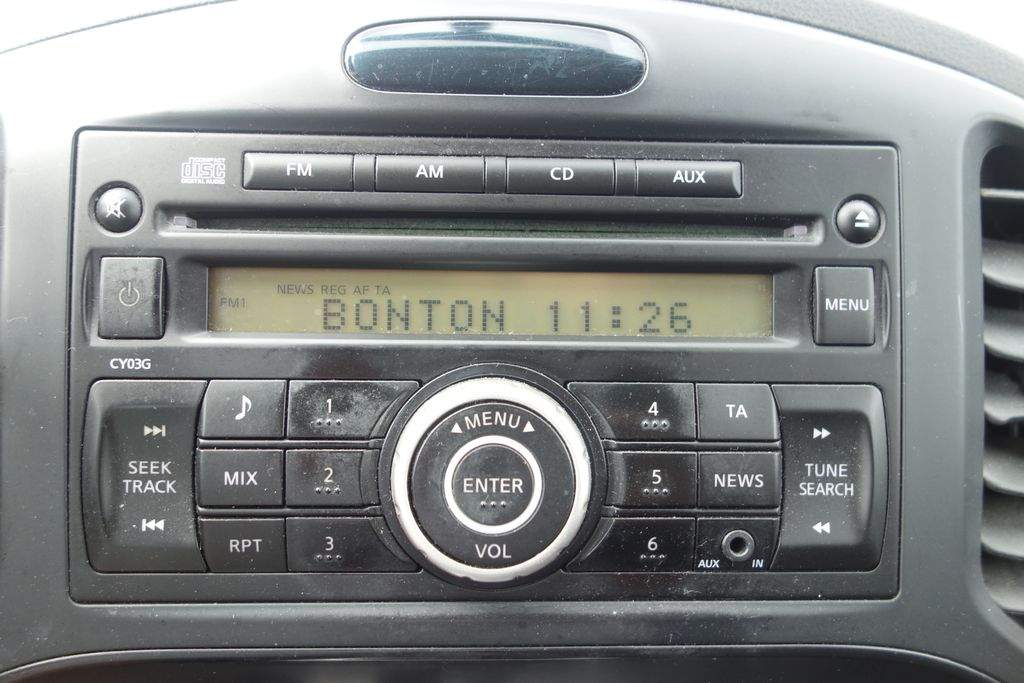 COMPACT
disc
DIGITAL AUDIO
FM AM CD AUX
NEWS REG AF TA
FM1
BONTON 11:26
MENU
CY03G
1 4 TA
MENU
SEEK
TRACK
MIX 2 ENTER 5 NEWS
TUNE
SEARCH
RPT 3 VOL 6
AUX IN